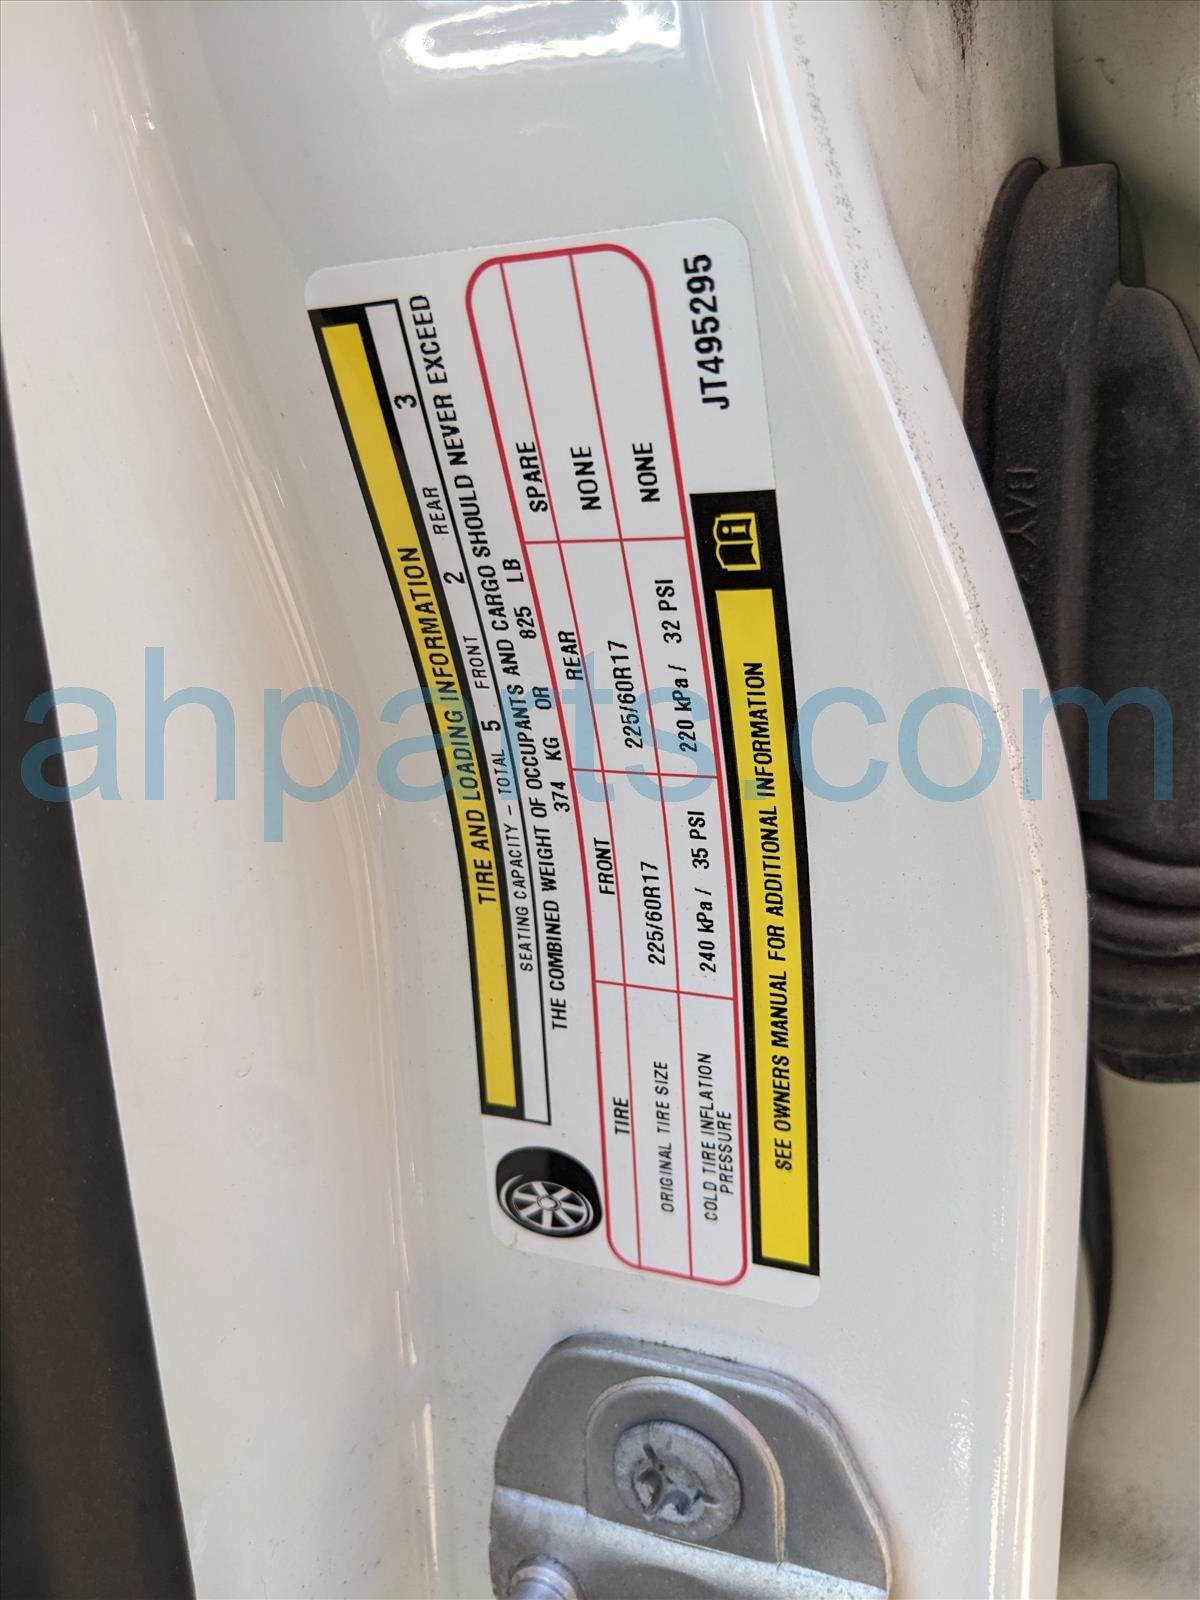 TIRE AND LOADING INFORMATION
SEATING CAPACITY - TOTAL 5 FRONT 2 REAR 3
THE COMBINED WEIGHT OF OCCUPANTS AND CARGO SHOULD NEVER EXCEED
374 KG OR 825 LB
TIRE FRONT REAR SPARE
ORIGINAL TIRE SIZE 225/60R17 225/60R17 NONE
COLD TIRE INFLATION
PRESSURE 240 kPa / 35 PSI 220 kPa / 32 PSI NONE
SEE OWNERS MANUAL FOR ADDITIONAL INFORMATION
JT495295
ahparts.com